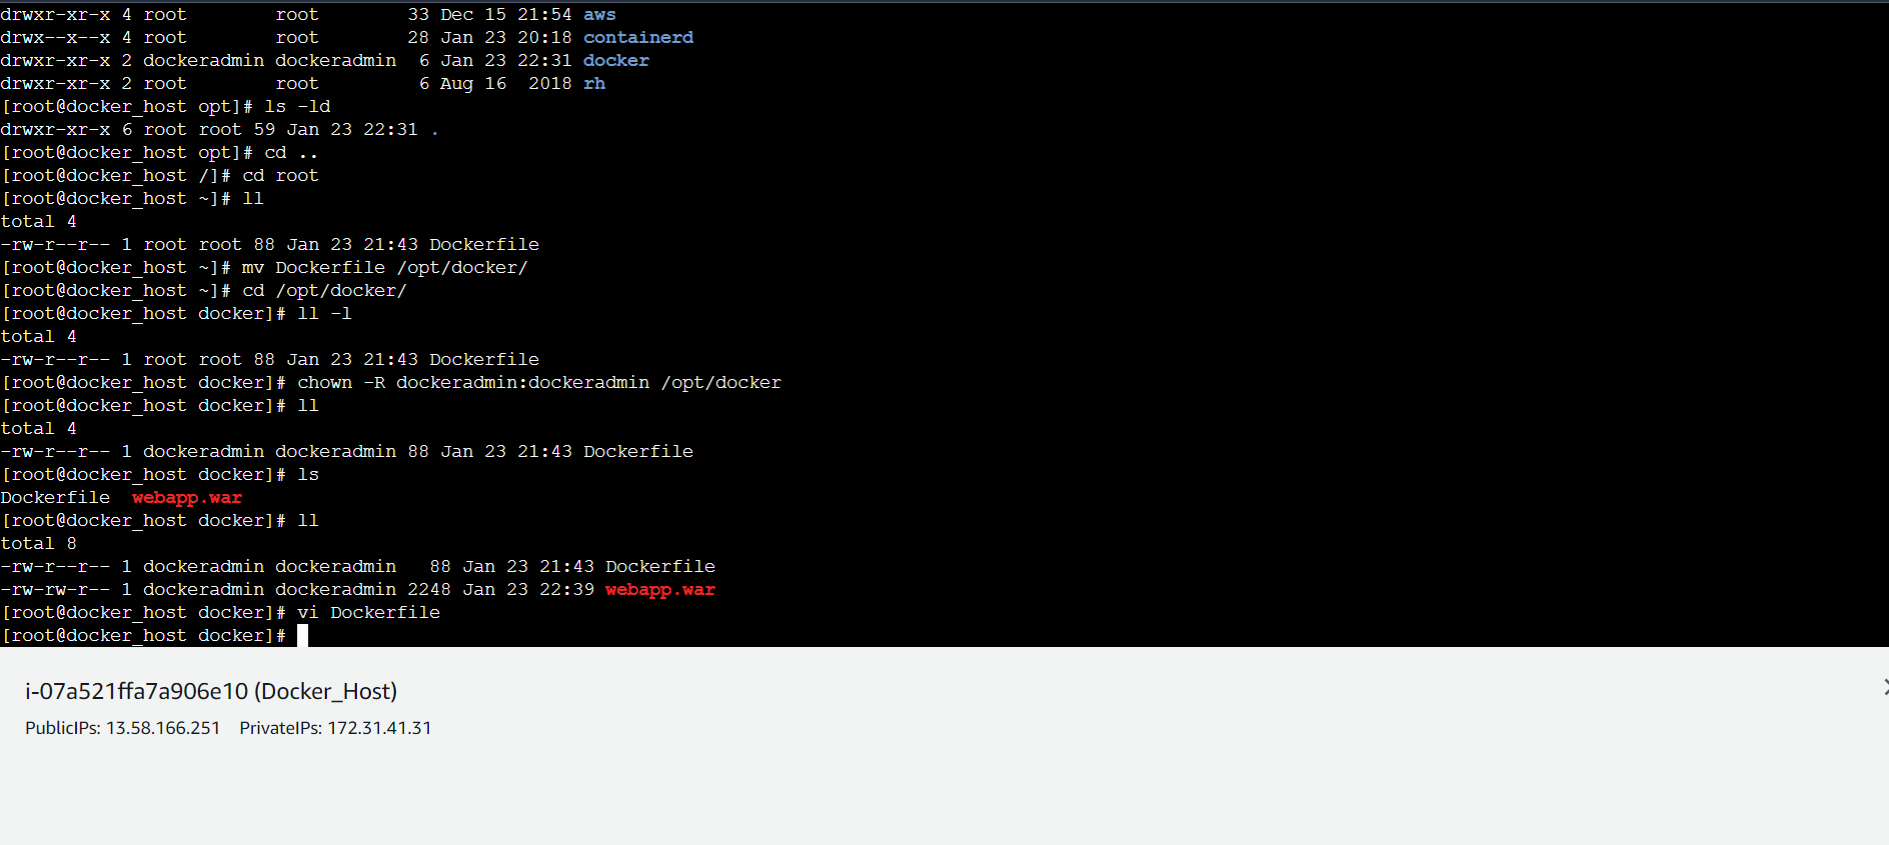 drwxr-xr-x 4 root        root        33 Dec 15 21:54 aws
drwx--x--x 4 root        root        28 Jan 23 20:18 containerd
drwxr-xr-x 2 dockeradmin dockeradmin  6 Jan 23 22:31 docker
drwxr-xr-x 2 root        root         6 Aug 16  2018 rh
[root@docker_host opt]# ls -ld
drwxr-xr-x 6 root root 59 Jan 23 22:31 .
[root@docker_host opt]# cd ..
[root@docker_host /]# cd root
[root@docker_host ~]# ll
total 4
-rw-r--r-- 1 root root 88 Jan 23 21:43 Dockerfile
[root@docker_host ~]# mv Dockerfile /opt/docker/
[root@docker_host ~]# cd /opt/docker/
[root@docker_host docker]# ll -l
total 4
-rw-r--r-- 1 root root 88 Jan 23 21:43 Dockerfile
[root@docker_host docker]# chown -R dockeradmin:dockeradmin /opt/docker
[root@docker_host docker]# ll
total 4
-rw-r--r-- 1 dockeradmin dockeradmin 88 Jan 23 21:43 Dockerfile
[root@docker_host docker]# ls
Dockerfile  webapp.war
[root@docker_host docker]# ll
total 8
-rw-r--r-- 1 dockeradmin dockeradmin   88 Jan 23 21:43 Dockerfile
-rw-rw-r-- 1 dockeradmin dockeradmin 2248 Jan 23 22:39 webapp.war
[root@docker_host docker]# vi Dockerfile
[root@docker_host docker]#
i-07a521ffa7a906e10 (Docker_Host)
PublicIPs: 13.58.166.251    PrivateIPs: 172.31.41.31